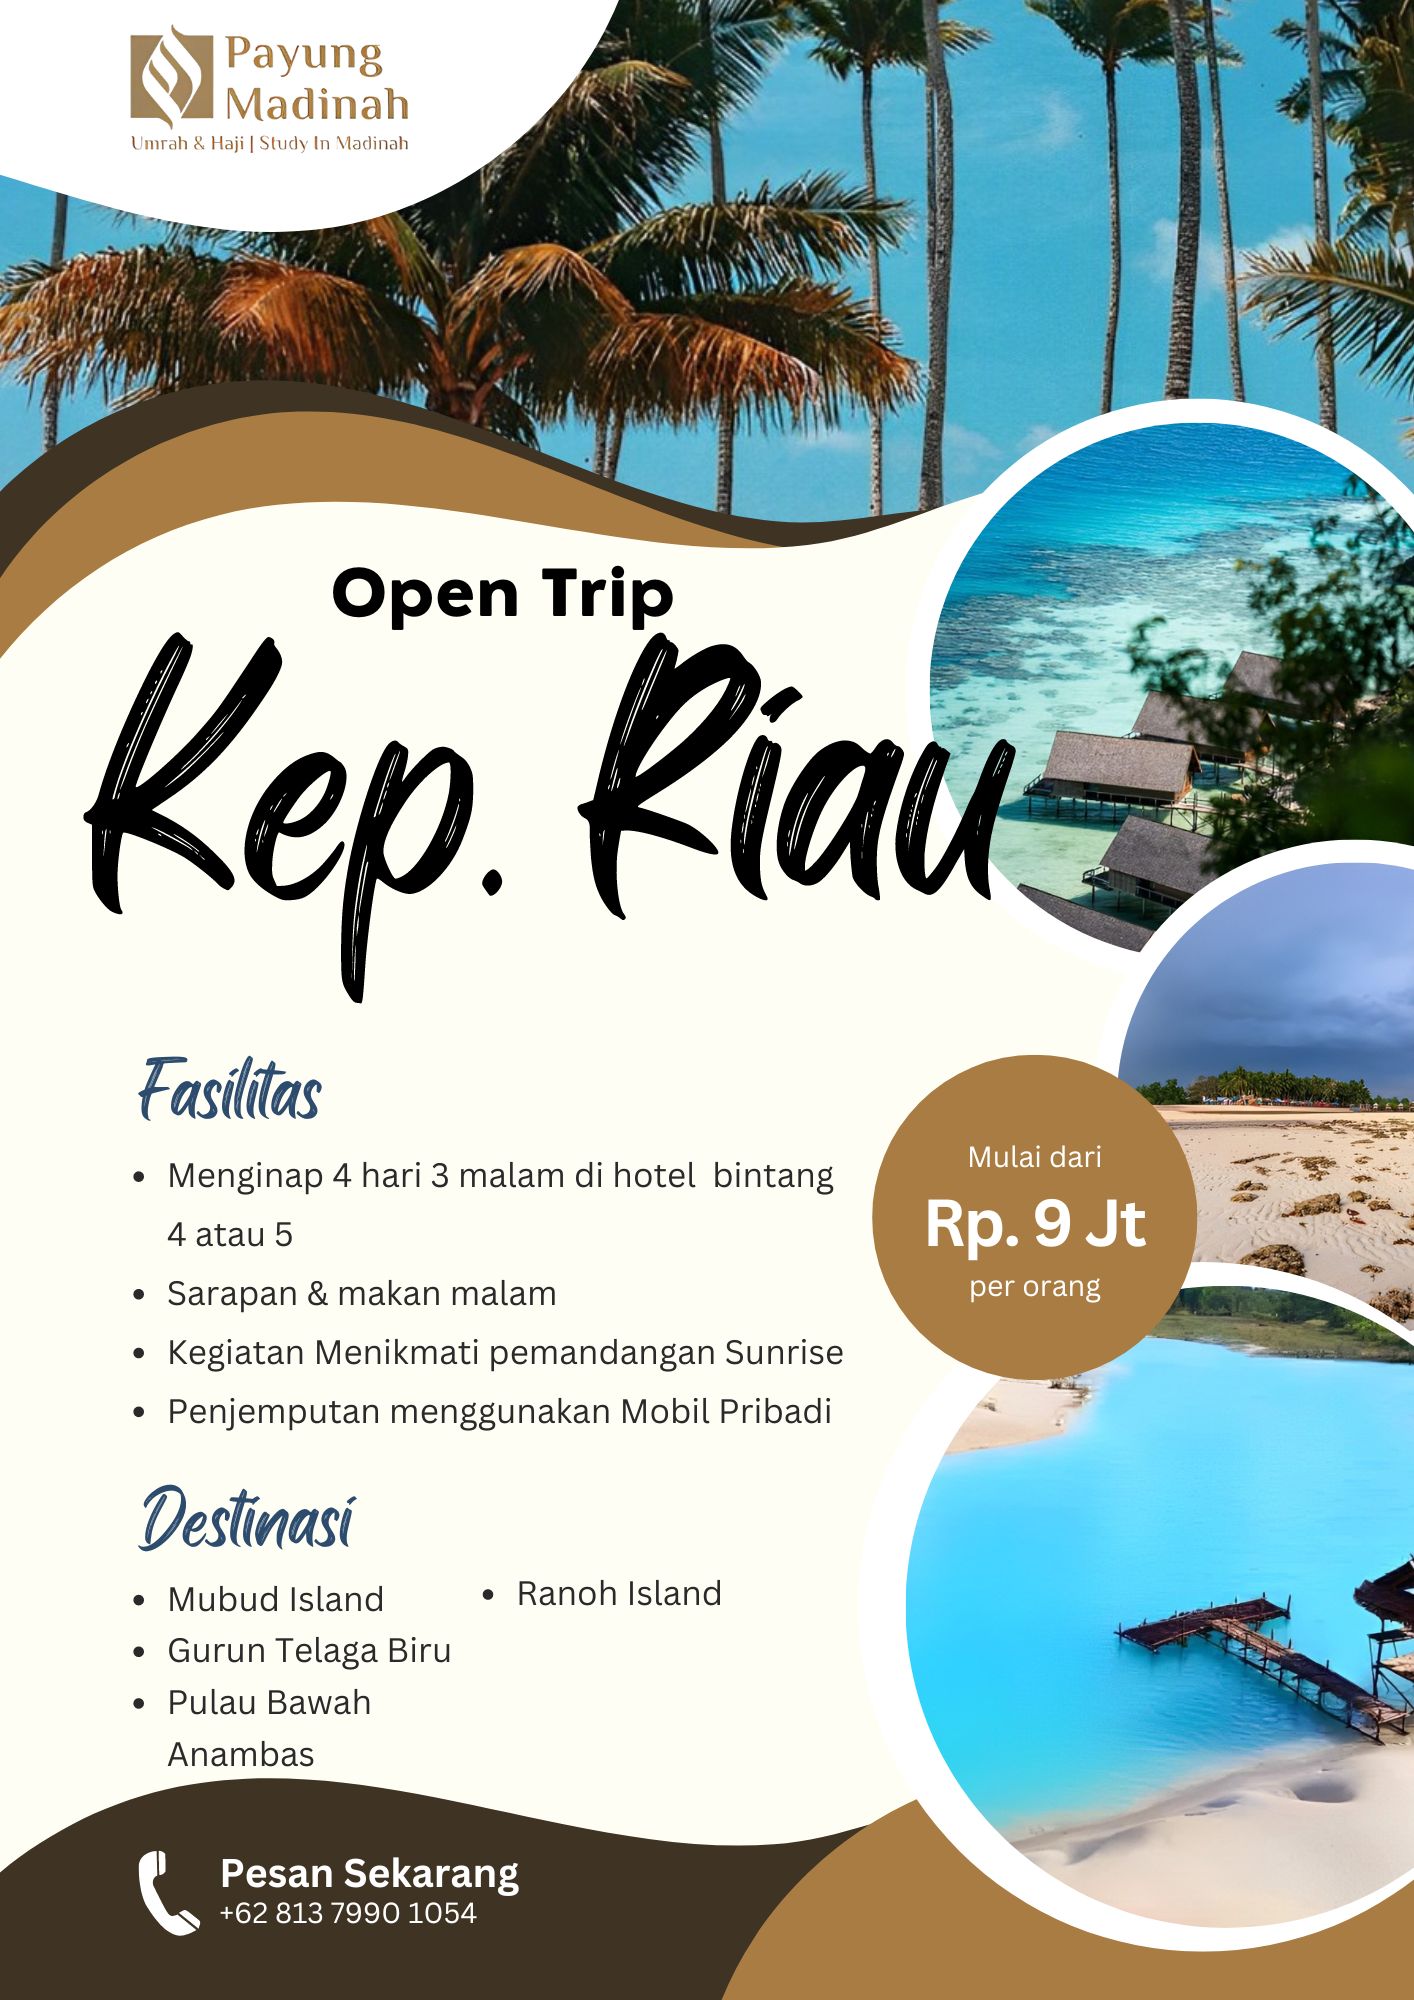 Payung
Madinah
Umrah & Haji | Study In Madinah
Open Trip
Kep. Riau
Fasilitas
• Menginap 4 hari 3 malam di hotel  bintang
4 atau 5
• Sarapan & makan malam
• Kegiatan Menikmati pemandangan Sunrise
• Penjemputan menggunakan Mobil Pribadi
Mulai dari
Rp. 9 Jt
per orang
Destinasi
• Mubud Island
• Gurun Telaga Biru
• Pulau Bawah
Anambas
• Ranoh Island
Pesan Sekarang
+62 813 7990 1054